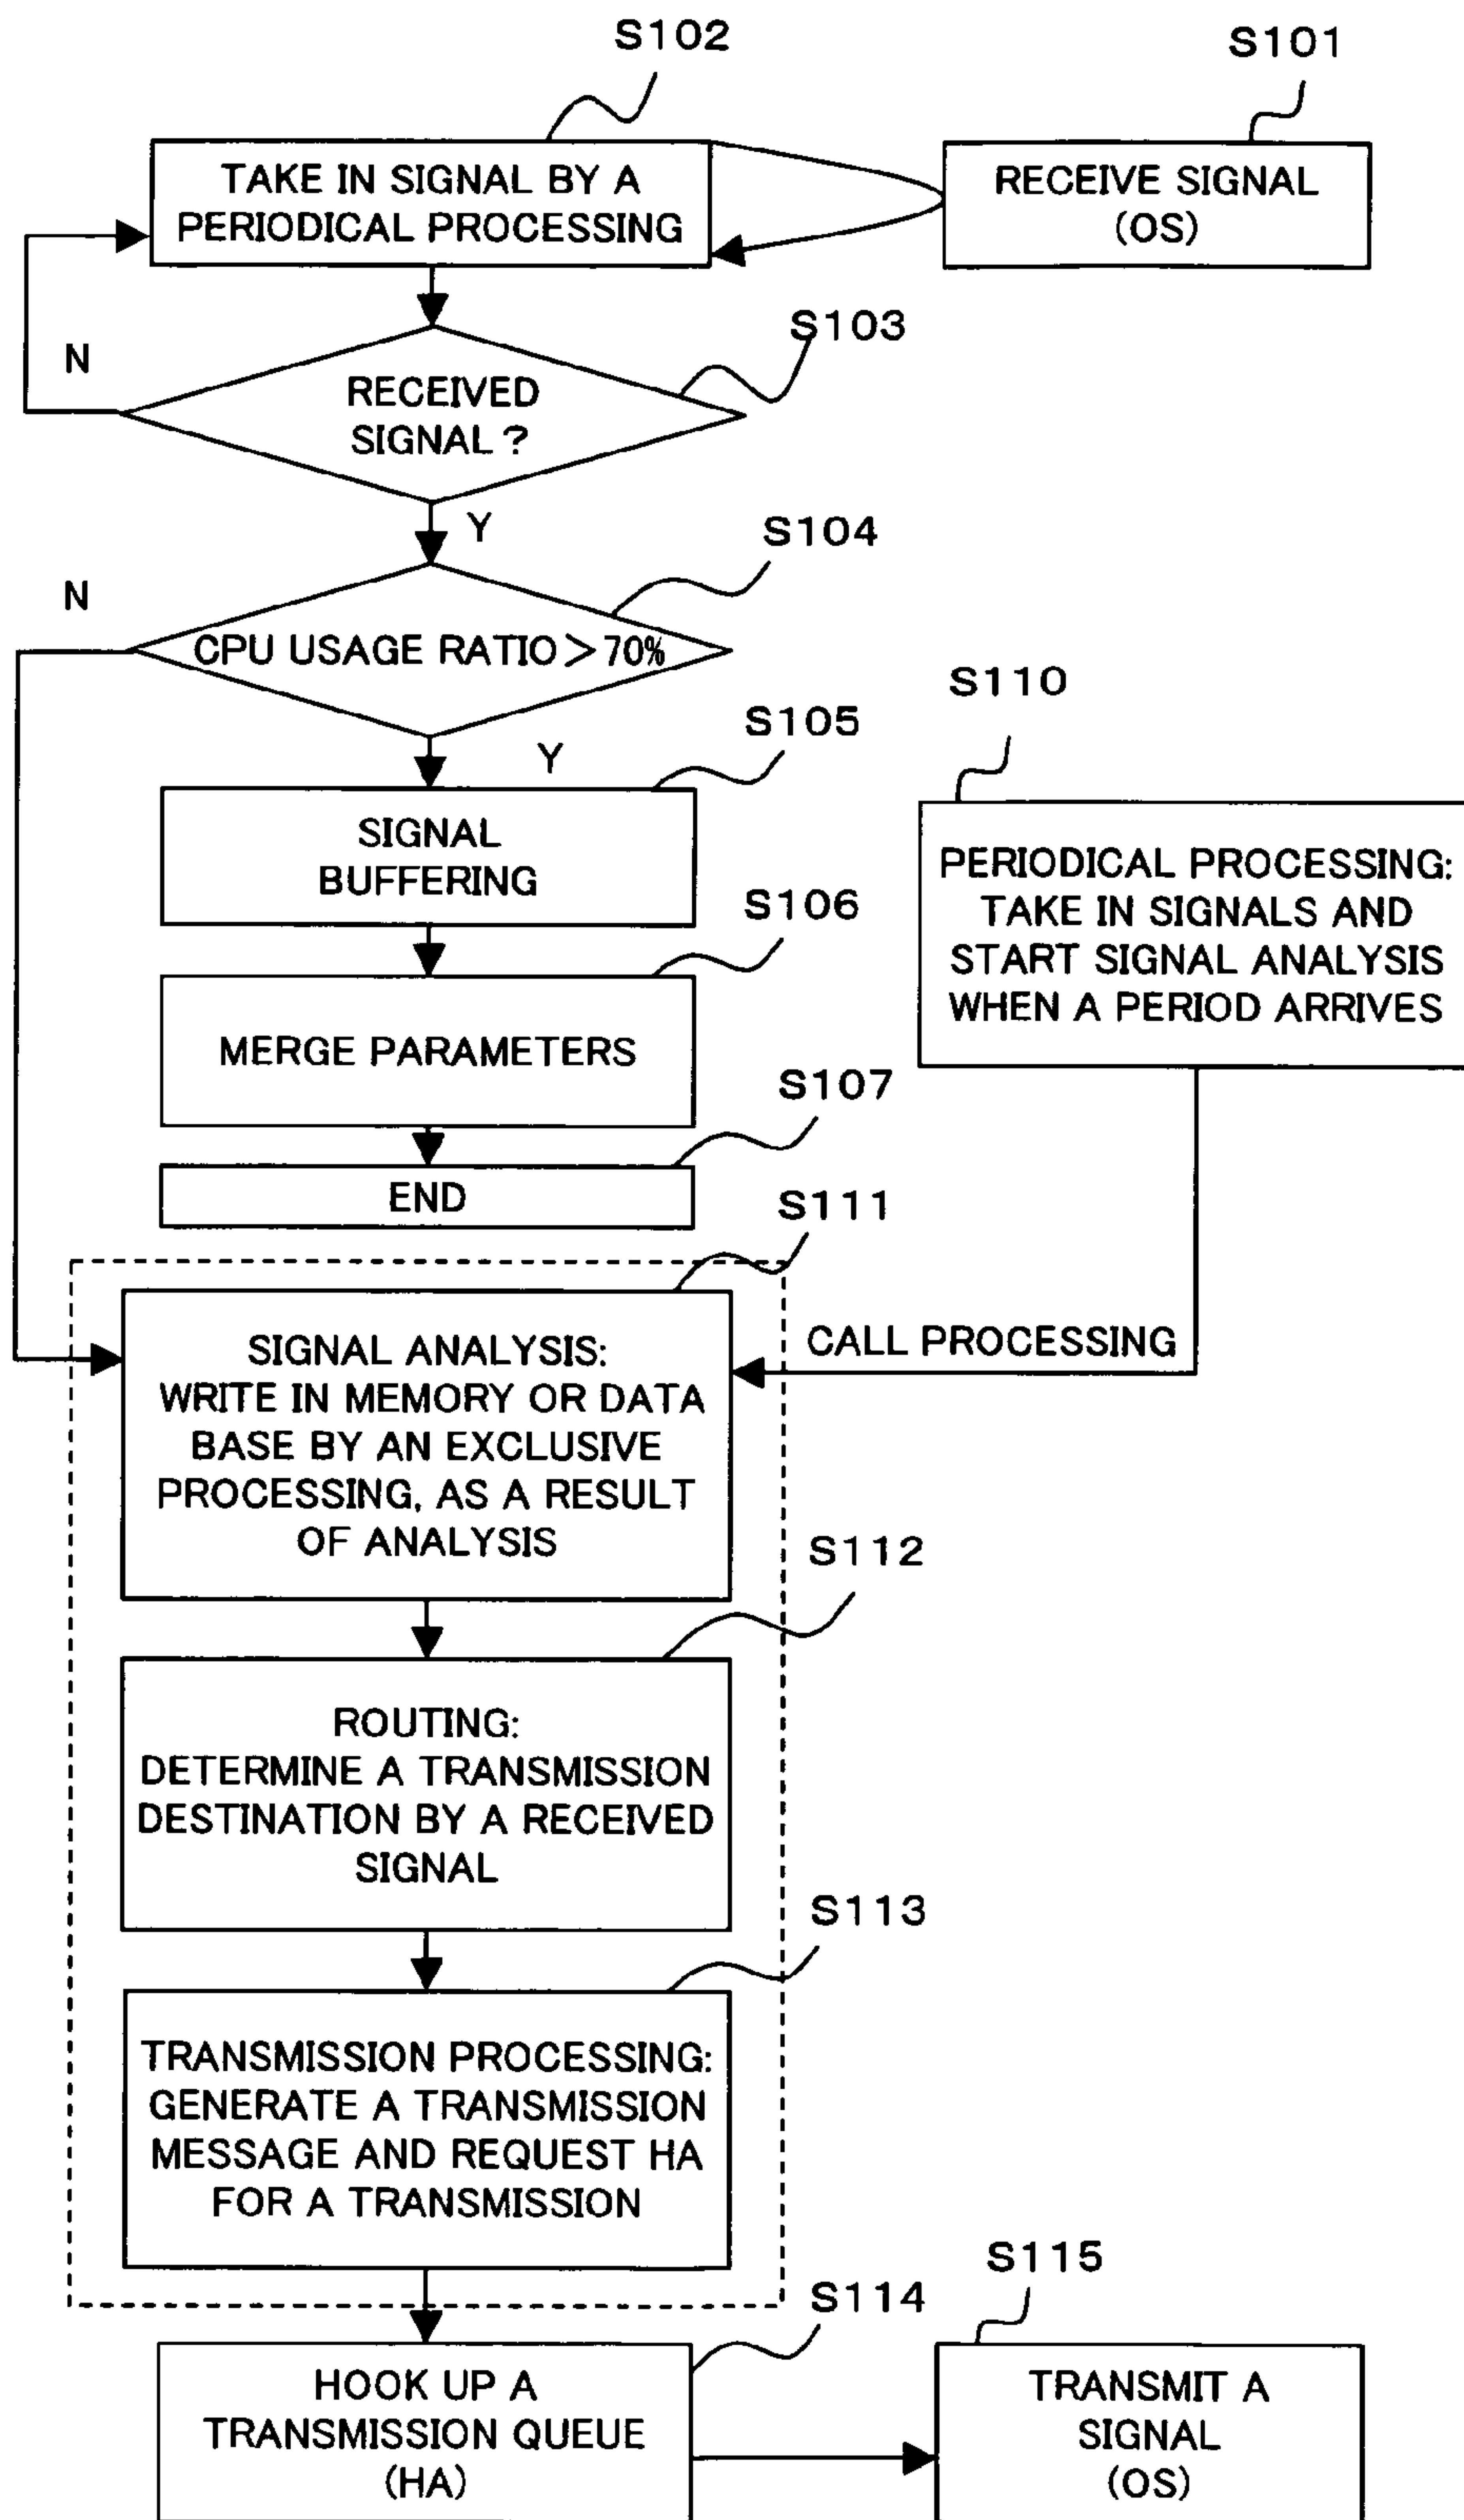 S102
S101
TAKE IN SIGNAL BY A
PERIODICAL PROCESSING
RECEIVE SIGNAL
(OS)
S103
N
RECEIVED
SIGNAL?
Y
S104
N
CPU USAGE RATIO > 70%
S110
S105
Y
SIGNAL
BUFFERING
PERIODICAL PROCESSING:
TAKE IN SIGNALS AND
START SIGNAL ANALYSIS
WHEN A PERIOD ARRIVES
S106
MERGE PARAMETERS
S107
END
S111
CALL PROCESSING
SIGNAL ANALYSIS:
WRITE IN MEMORY OR DATA
BASE BY AN EXCLUSIVE
PROCESSING, AS A RESULT
OF ANALYSIS
S112
ROUTING:
DETERMINE A TRANSMISSION
DESTINATION BY A RECEIVED
SIGNAL
S113
TRANSMISSION PROCESSING:
GENERATE A TRANSMISSION
MESSAGE AND REQUEST HA
FOR A TRANSMISSION
S115
S114
HOOK UP A
TRANSMISSION QUEUE
(HA)
TRANSMIT A
SIGNAL
(OS)